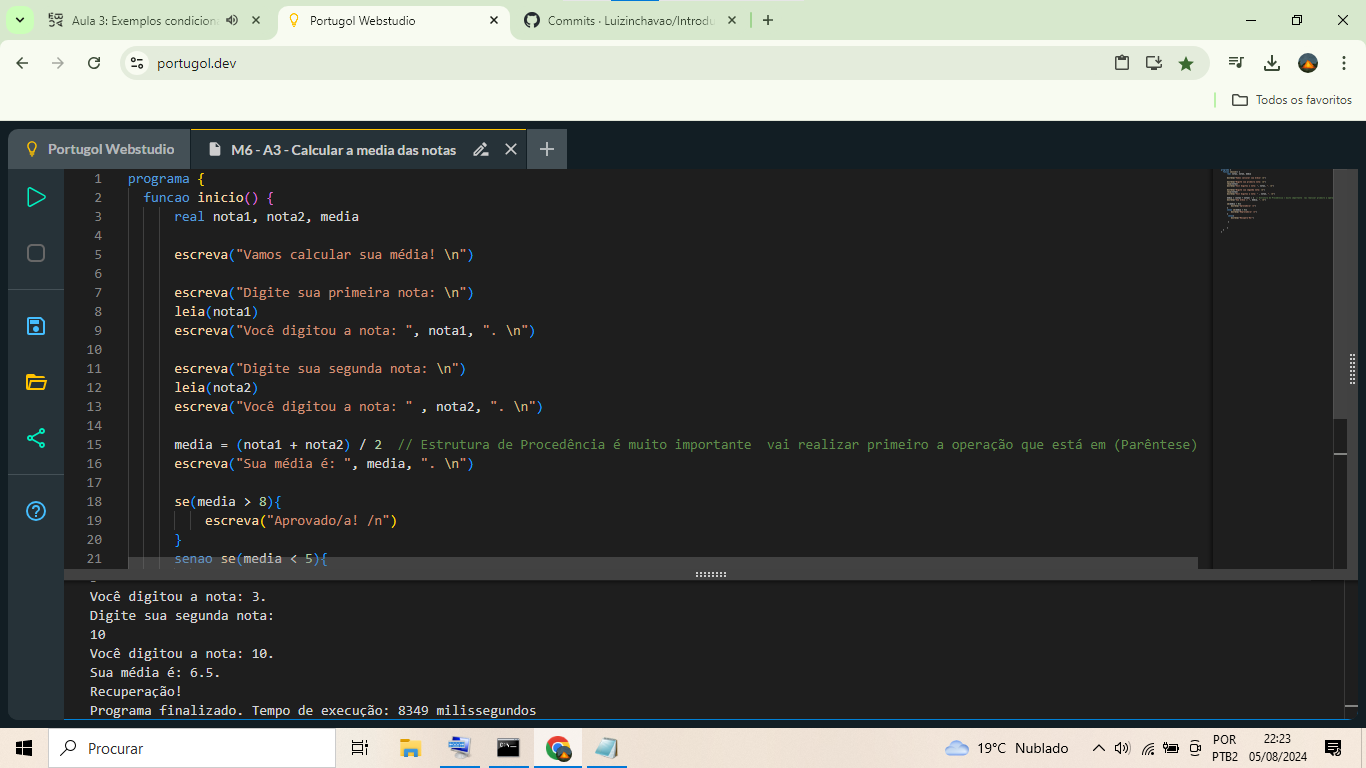 Aula 3: Exemplos condicion
Portugol Webstudio
Commits · Luizinchavao/Introdu
portugol.dev
Todos os favoritos
Portugol Webstudio
M6 - A3 - Calcular a media das notas
1 programa {
2 funcao inicio() {
3 real nota1, nota2, media
4
5 escreva("Vamos calcular sua média! \n")
6
7 escreva("Digite sua primeira nota: \n")
8 leia(nota1)
9 escreva("Você digitou a nota: ", nota1, ". \n")
10
11 escreva("Digite sua segunda nota: \n")
12 leia(nota2)
13 escreva("Você digitou a nota: " , nota2, ". \n")
14
15 media = (nota1 + nota2) / 2  // Estrutura de Procedência é muito importante  vai realizar primeiro a operação que está em (Parêntese)
16 escreva("Sua média é: ", media, ". \n")
17
18 se(media > 8){
19 escreva("Aprovado/a! /n")
20 }
21 senao se(media < 5){
Você digitou a nota: 3.
Digite sua segunda nota:
10
Você digitou a nota: 10.
Sua média é: 6.5.
Recuperação!
Programa finalizado. Tempo de execução: 8349 milissegundos
Procurar
19°C Nublado
POR
PTB2
22:23
05/08/2024